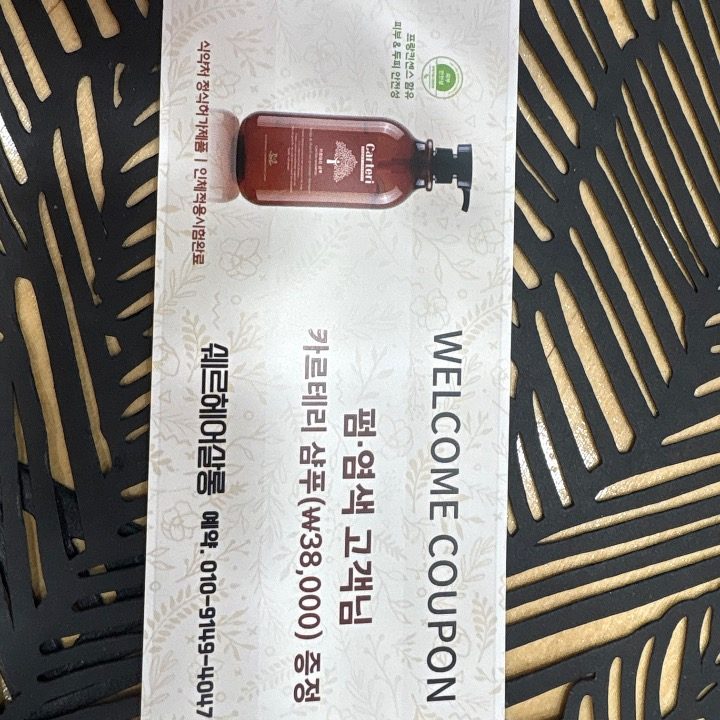 프랑킨센스 함유
피부 & 두피 안전성
Carteri
식약처 정식허가제품 | 인체적용시험완료
WELCOME COUPON
펌·염색 고객님
카르테리 샴푸(₩38,000) 증정
쉐르헤어살롱 예약. 010-9149-4047